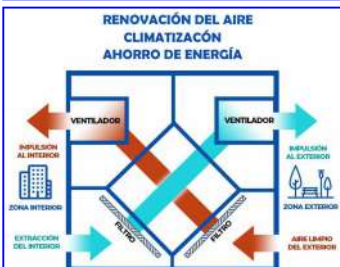 RENOVACIÓN DEL AIRE
CLIMATIZACÓN
AHORRO DE ENERGÍA
VENTILADOR
VENTILADOR
IMPULSIÓN
AL INTERIOR
IMPULSIÓN
AL EXTERIOR
ZONA INTERIOR
ZONA EXTERIOR
FILTRO
FILTRO
EXTRACCIÓN
DEL INTERIOR
AIRE LIMPIO
DEL EXTERIOR